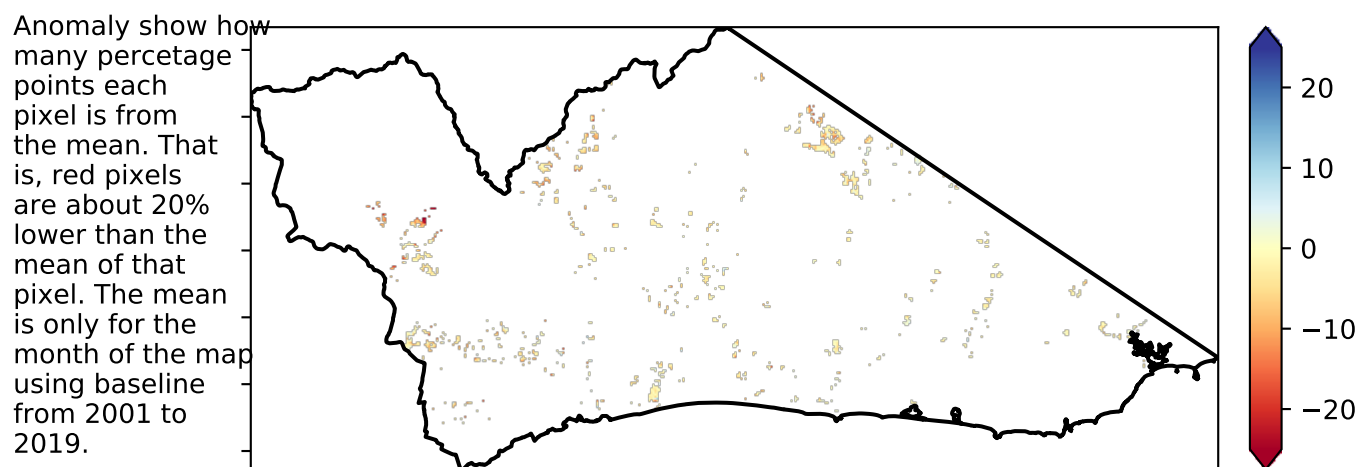 Anomaly show how
many percetage
points each
pixel is from
the mean. That
is, red pixels
are about 20%
lower than the
mean of that
pixel. The mean
is only for the
month of the map
using baseline
from 2001 to
2019.
20
10
0
−10
−20